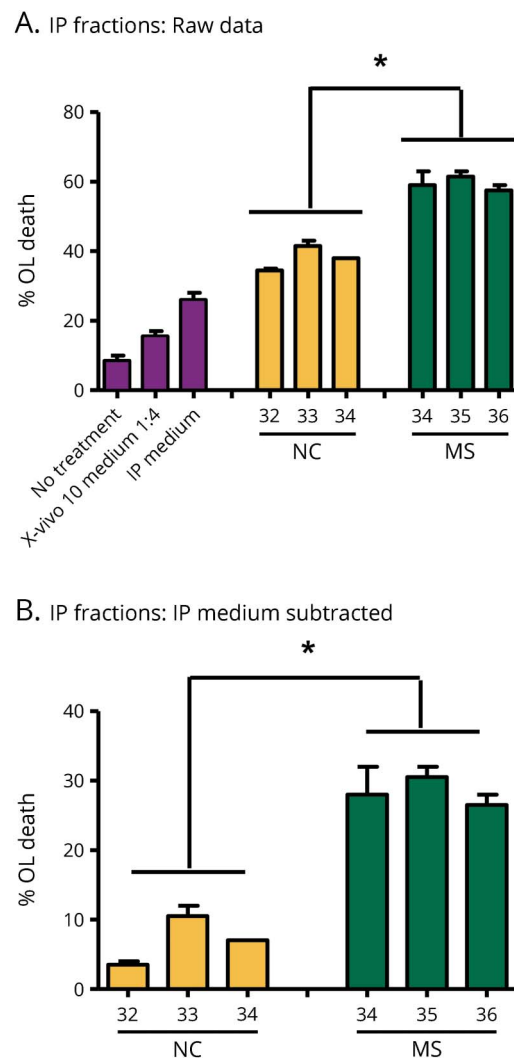 A. IP fractions: Raw data
*
80
60
40
20
0
% OL death
No treatment
X-vivo 10 medium 1:4
IP medium
32 33 34
34 35 36
NC
MS
B. IP fractions: IP medium subtracted
*
40
30
20
10
0
% OL death
32 33 34
34 35 36
NC
MS